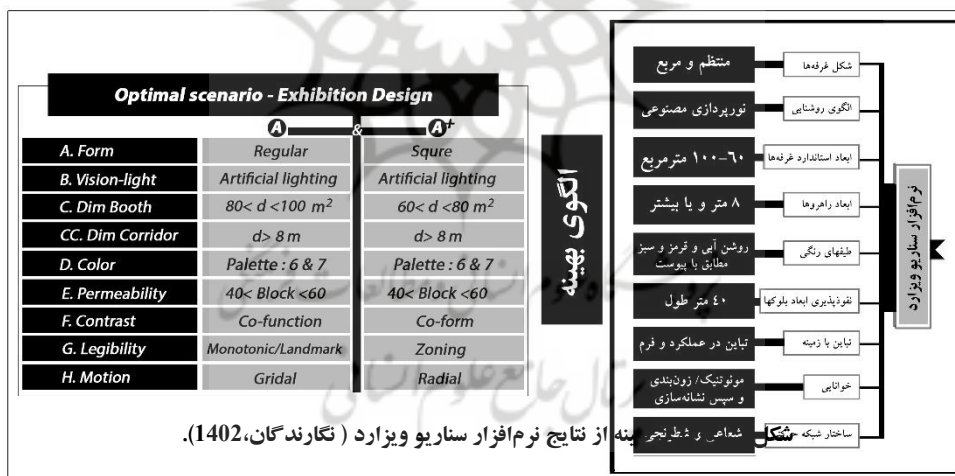 Optimal scenario - Exhibition Design
A & A+
A. Form Regular Squre
B. Vision-light Artificial lighting Artificial lighting
C. Dim Booth 80< d <100 m² 60< d <80 m²
CC. Dim Corridor d> 8 m d> 8 m
D. Color Palette : 6 & 7 Palette : 6 & 7
E. Permeability 40< Block <60 40< Block <60
F. Contrast Co-function Co-form
G. Legibility Monotonic/Landmark Zoning
H. Motion Gridal Radial
الگوی بهینه
نرم‌افزار سناریو ویزارد
شکل غرفه‌ها منتظم و مربع
الگوی روشنایی نورپردازی مصنوعی
ابعاد استاندارد غرفه‌ها ۶۰-۱۰۰ مترمربع
ابعاد راهروها ۸ متر و یا بیشتر
طیفهای رنگی روشن آبی و قرمز و سبز
مطابق با پیوست
نفوذپذیری ابعاد بلوکها ٤٠ متر طول
تباین با زمینه تباین در عملکرد و فرم
خوانایی مونوتنیک/ زون‌بندی
و سپس نشانه‌سازی
ساختار شبکه شعاعی و شطرنجی
شکل از نتایج نرم‌افزار سناریو ویزارد ( نگارندگان،1402).